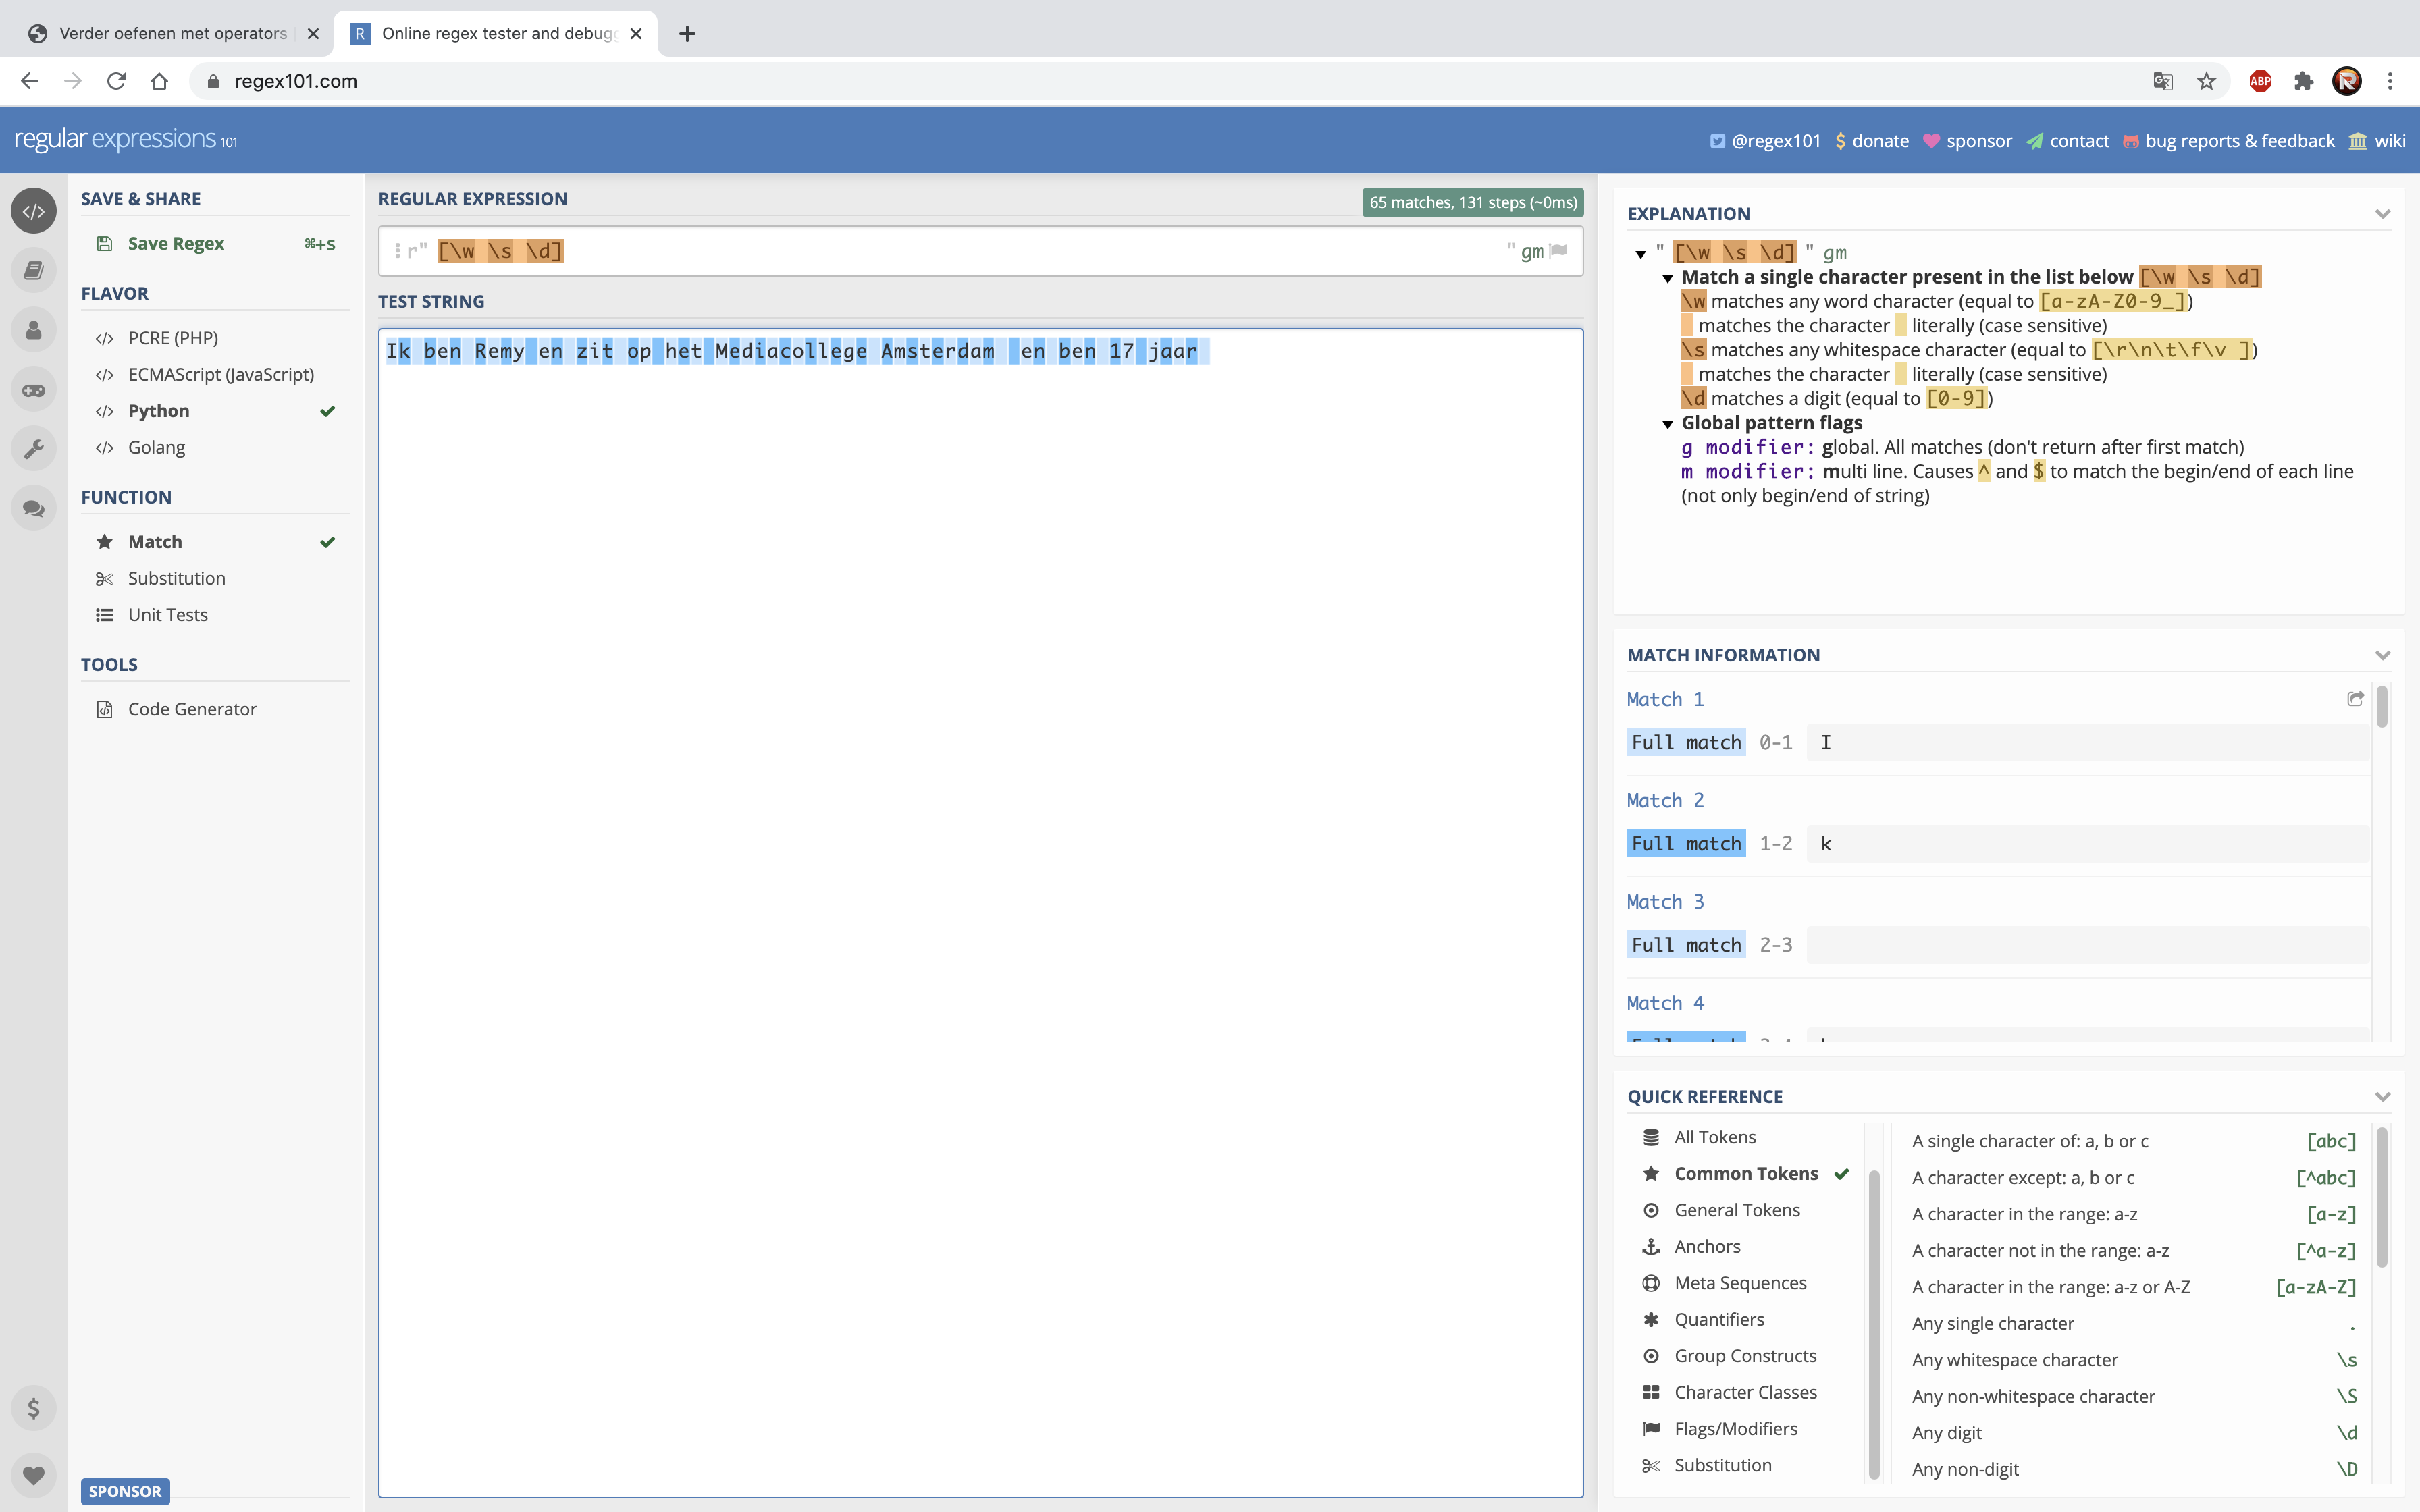 Verder oefenen met operators
Online regex tester and debugg
regex101.com
ABP
regular expressions 101
@regex101 $ donate sponsor contact bug reports & feedback wiki
SAVE & SHARE
Save Regex ⌘+s
FLAVOR
</> PCRE (PHP)
</> ECMAScript (JavaScript)
</> Python
</> Golang
FUNCTION
Match
Substitution
Unit Tests
TOOLS
Code Generator
SPONSOR
REGULAR EXPRESSION
65 matches, 131 steps (~0ms)
r" [\w \s \d] " gm
TEST STRING
Ik ben Remy en zit op het Mediacollege Amsterdam  en ben 17 jaar
EXPLANATION
" [\w \s \d] " gm
Match a single character present in the list below [\w \s \d]
\w matches any word character (equal to [a-zA-Z0-9_])
matches the character   literally (case sensitive)
\s matches any whitespace character (equal to [\r\n\t\f\v ])
matches the character   literally (case sensitive)
\d matches a digit (equal to [0-9])
Global pattern flags
g modifier: global. All matches (don't return after first match)
m modifier: multi line. Causes ^ and $ to match the begin/end of each line
(not only begin/end of string)
MATCH INFORMATION
Match 1
Full match 0-1 I
Match 2
Full match 1-2 k
Match 3
Full match 2-3
Match 4
QUICK REFERENCE
All Tokens
Common Tokens
General Tokens
Anchors
Meta Sequences
Quantifiers
Group Constructs
Character Classes
Flags/Modifiers
Substitution
A single character of: a, b or c [abc]
A character except: a, b or c [^abc]
A character in the range: a-z [a-z]
A character not in the range: a-z [^a-z]
A character in the range: a-z or A-Z [a-zA-Z]
Any single character .
Any whitespace character \s
Any non-whitespace character \S
Any digit \d
Any non-digit \D